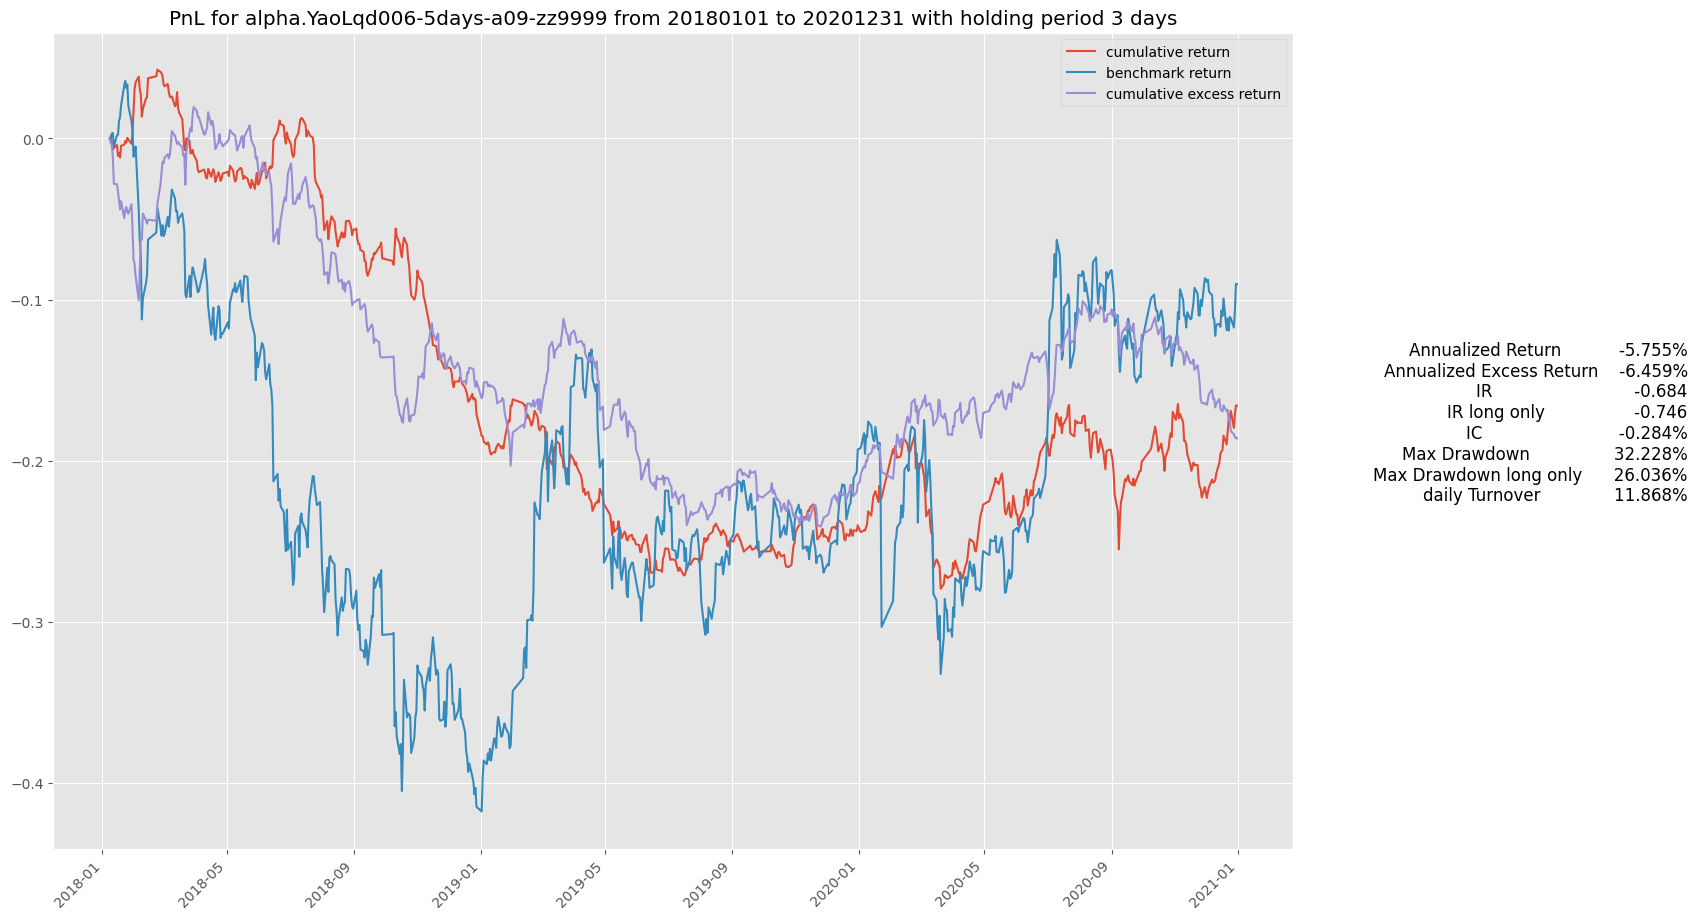 PnL for alpha.YaoLqd006-5days-a09-zz9999 from 20180101 to 20201231 with holding period 3 days
cumulative return
benchmark return
cumulative excess return
0.0
−0.1
−0.2
−0.3
−0.4
2018-01
2018-05
2018-09
2019-01
2019-05
2019-09
2020-01
2020-05
2020-09
2021-01
Annualized Return -5.755%
Annualized Excess Return -6.459%
IR -0.684
IR long only -0.746
IC -0.284%
Max Drawdown 32.228%
Max Drawdown long only 26.036%
daily Turnover 11.868%